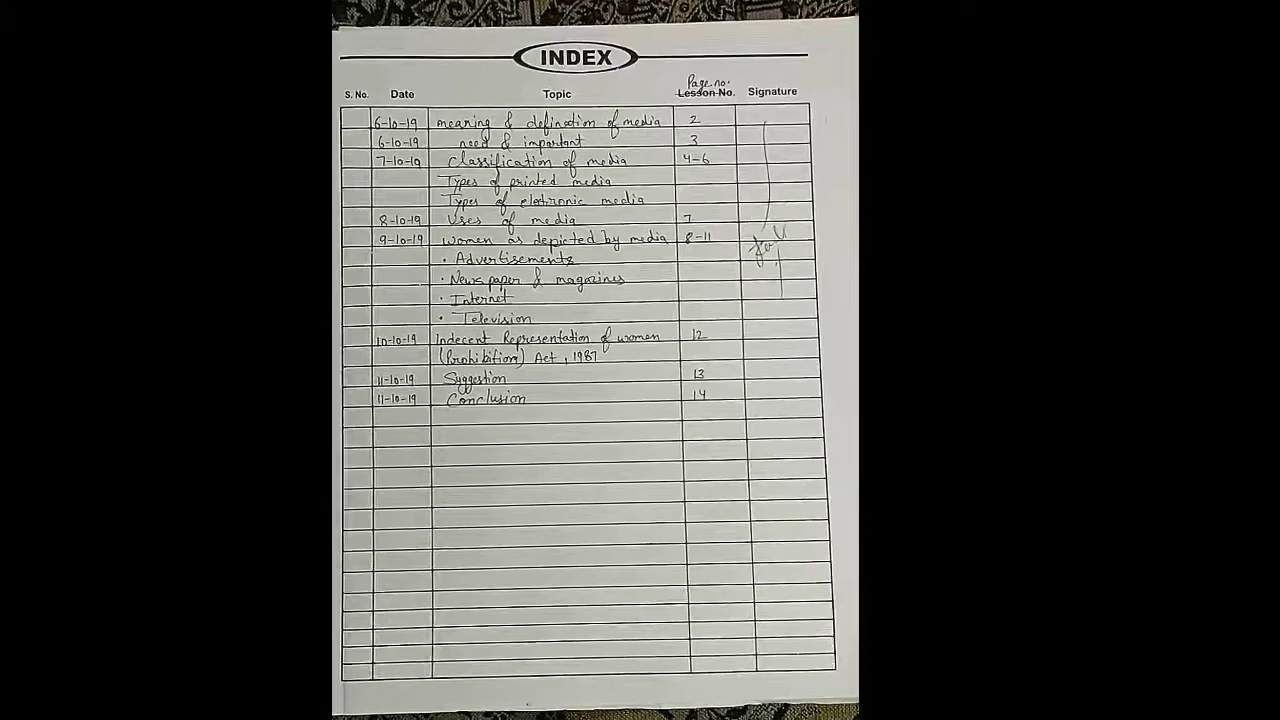 INDEX
Page no.
S. No. Date Topic Lesson No. Signature
6-10-19 meaning & defination of media 2
6-10-19 need & important 3
7-10-19 Classification of media 4-6
Types of printed media
Types of eletronic media
8-10-19 Uses of media 7
9-10-19 Women as depicted by media 8-11
• Advertisements
• News paper & magazines
• Internet
• Television
10-10-19 Indecent Representation of women 12
(Prohibition) Act, 1987
11-10-19 Suggestion 13
11-10-19 Conclusion 14